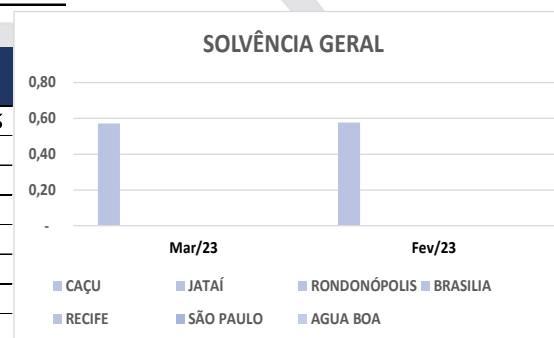 SOLVÊNCIA GERAL
0,80
0,60
0,40
0,20
-
Mar/23 Fev/23
CAÇU JATAÍ RONDONÓPOLIS BRASILIA
RECIFE SÃO PAULO AGUA BOA